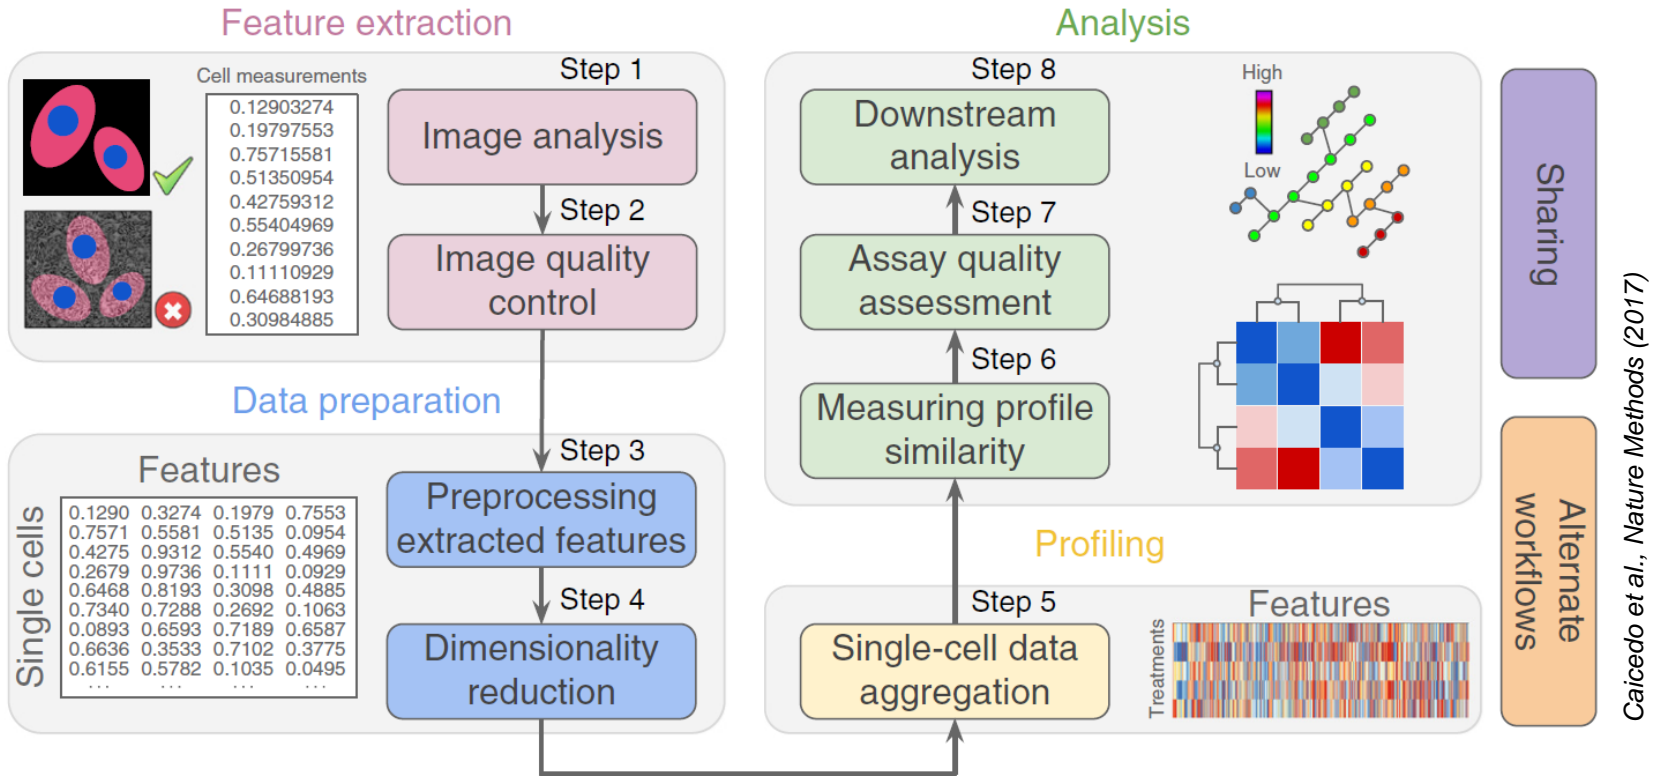 Feature extraction
Cell measurements
0.12903274
0.19797553
0.75715581
0.51350954
0.42759312
0.55404969
0.26799736
0.11110929
0.64688193
0.30984885
Step 1
Image analysis
Step 2
Image quality
control
Data preparation
Features
Single cells
0.1290 0.3274 0.1979 0.7553
0.7571 0.5581 0.5135 0.0954
0.4275 0.9312 0.5540 0.4969
0.2679 0.9736 0.1111 0.0929
0.6468 0.8193 0.3098 0.4885
0.7340 0.7288 0.2692 0.1063
0.0893 0.6593 0.7189 0.6587
0.6636 0.3533 0.7102 0.3775
0.6155 0.5782 0.1035 0.0495
... ... ... ...
Step 3
Preprocessing
extracted features
Step 4
Dimensionality
reduction
Analysis
Step 8
Downstream
analysis
Step 7
Assay quality
assessment
Step 6
Measuring profile
similarity
High
Low
Profiling
Step 5
Single-cell data
aggregation
Features
Treatments
Sharing
Alternate
workflows
Caicedo et al., Nature Methods (2017)